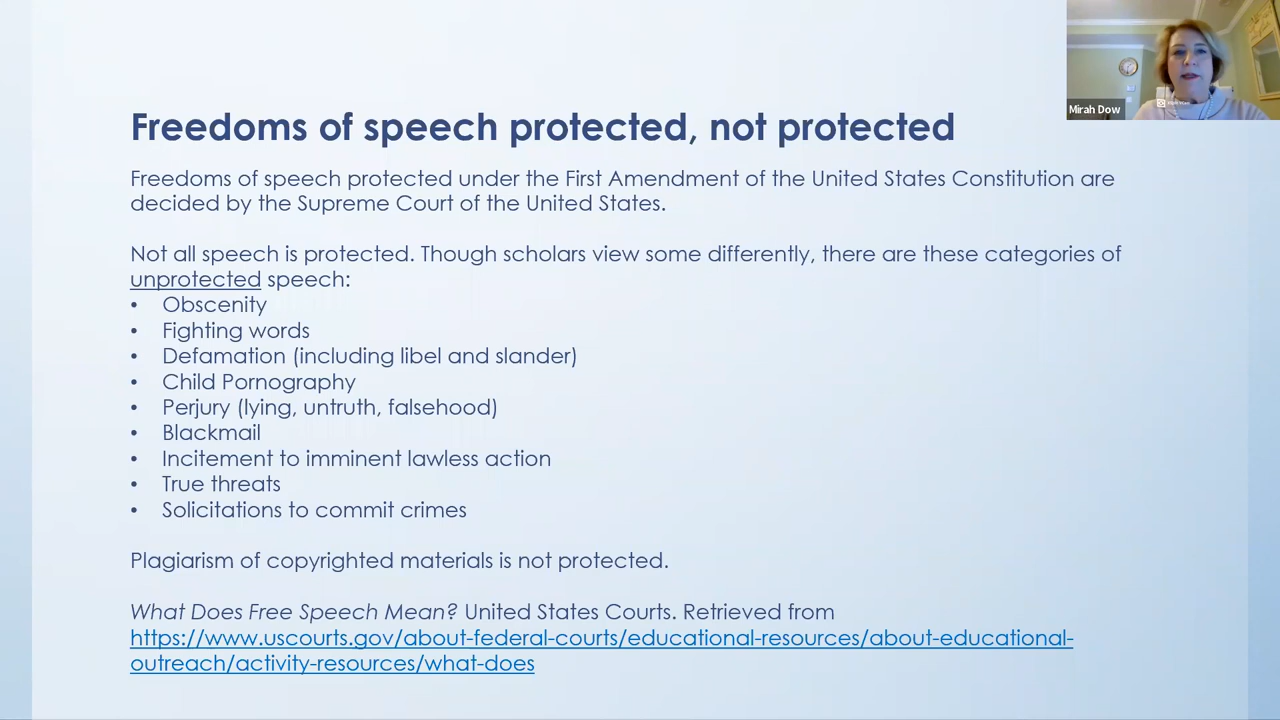 Freedoms of speech protected, not protected
Mirah Dow
Freedoms of speech protected under the First Amendment of the United States Constitution are
decided by the Supreme Court of the United States.
Not all speech is protected. Though scholars view some differently, there are these categories of
unprotected speech:
• Obscenity
• Fighting words
• Defamation (including libel and slander)
• Child Pornography
• Perjury (lying, untruth, falsehood)
• Blackmail
• Incitement to imminent lawless action
• True threats
• Solicitations to commit crimes
Plagiarism of copyrighted materials is not protected.
What Does Free Speech Mean? United States Courts. Retrieved from
https://www.uscourts.gov/about-federal-courts/educational-resources/about-educational-
outreach/activity-resources/what-does